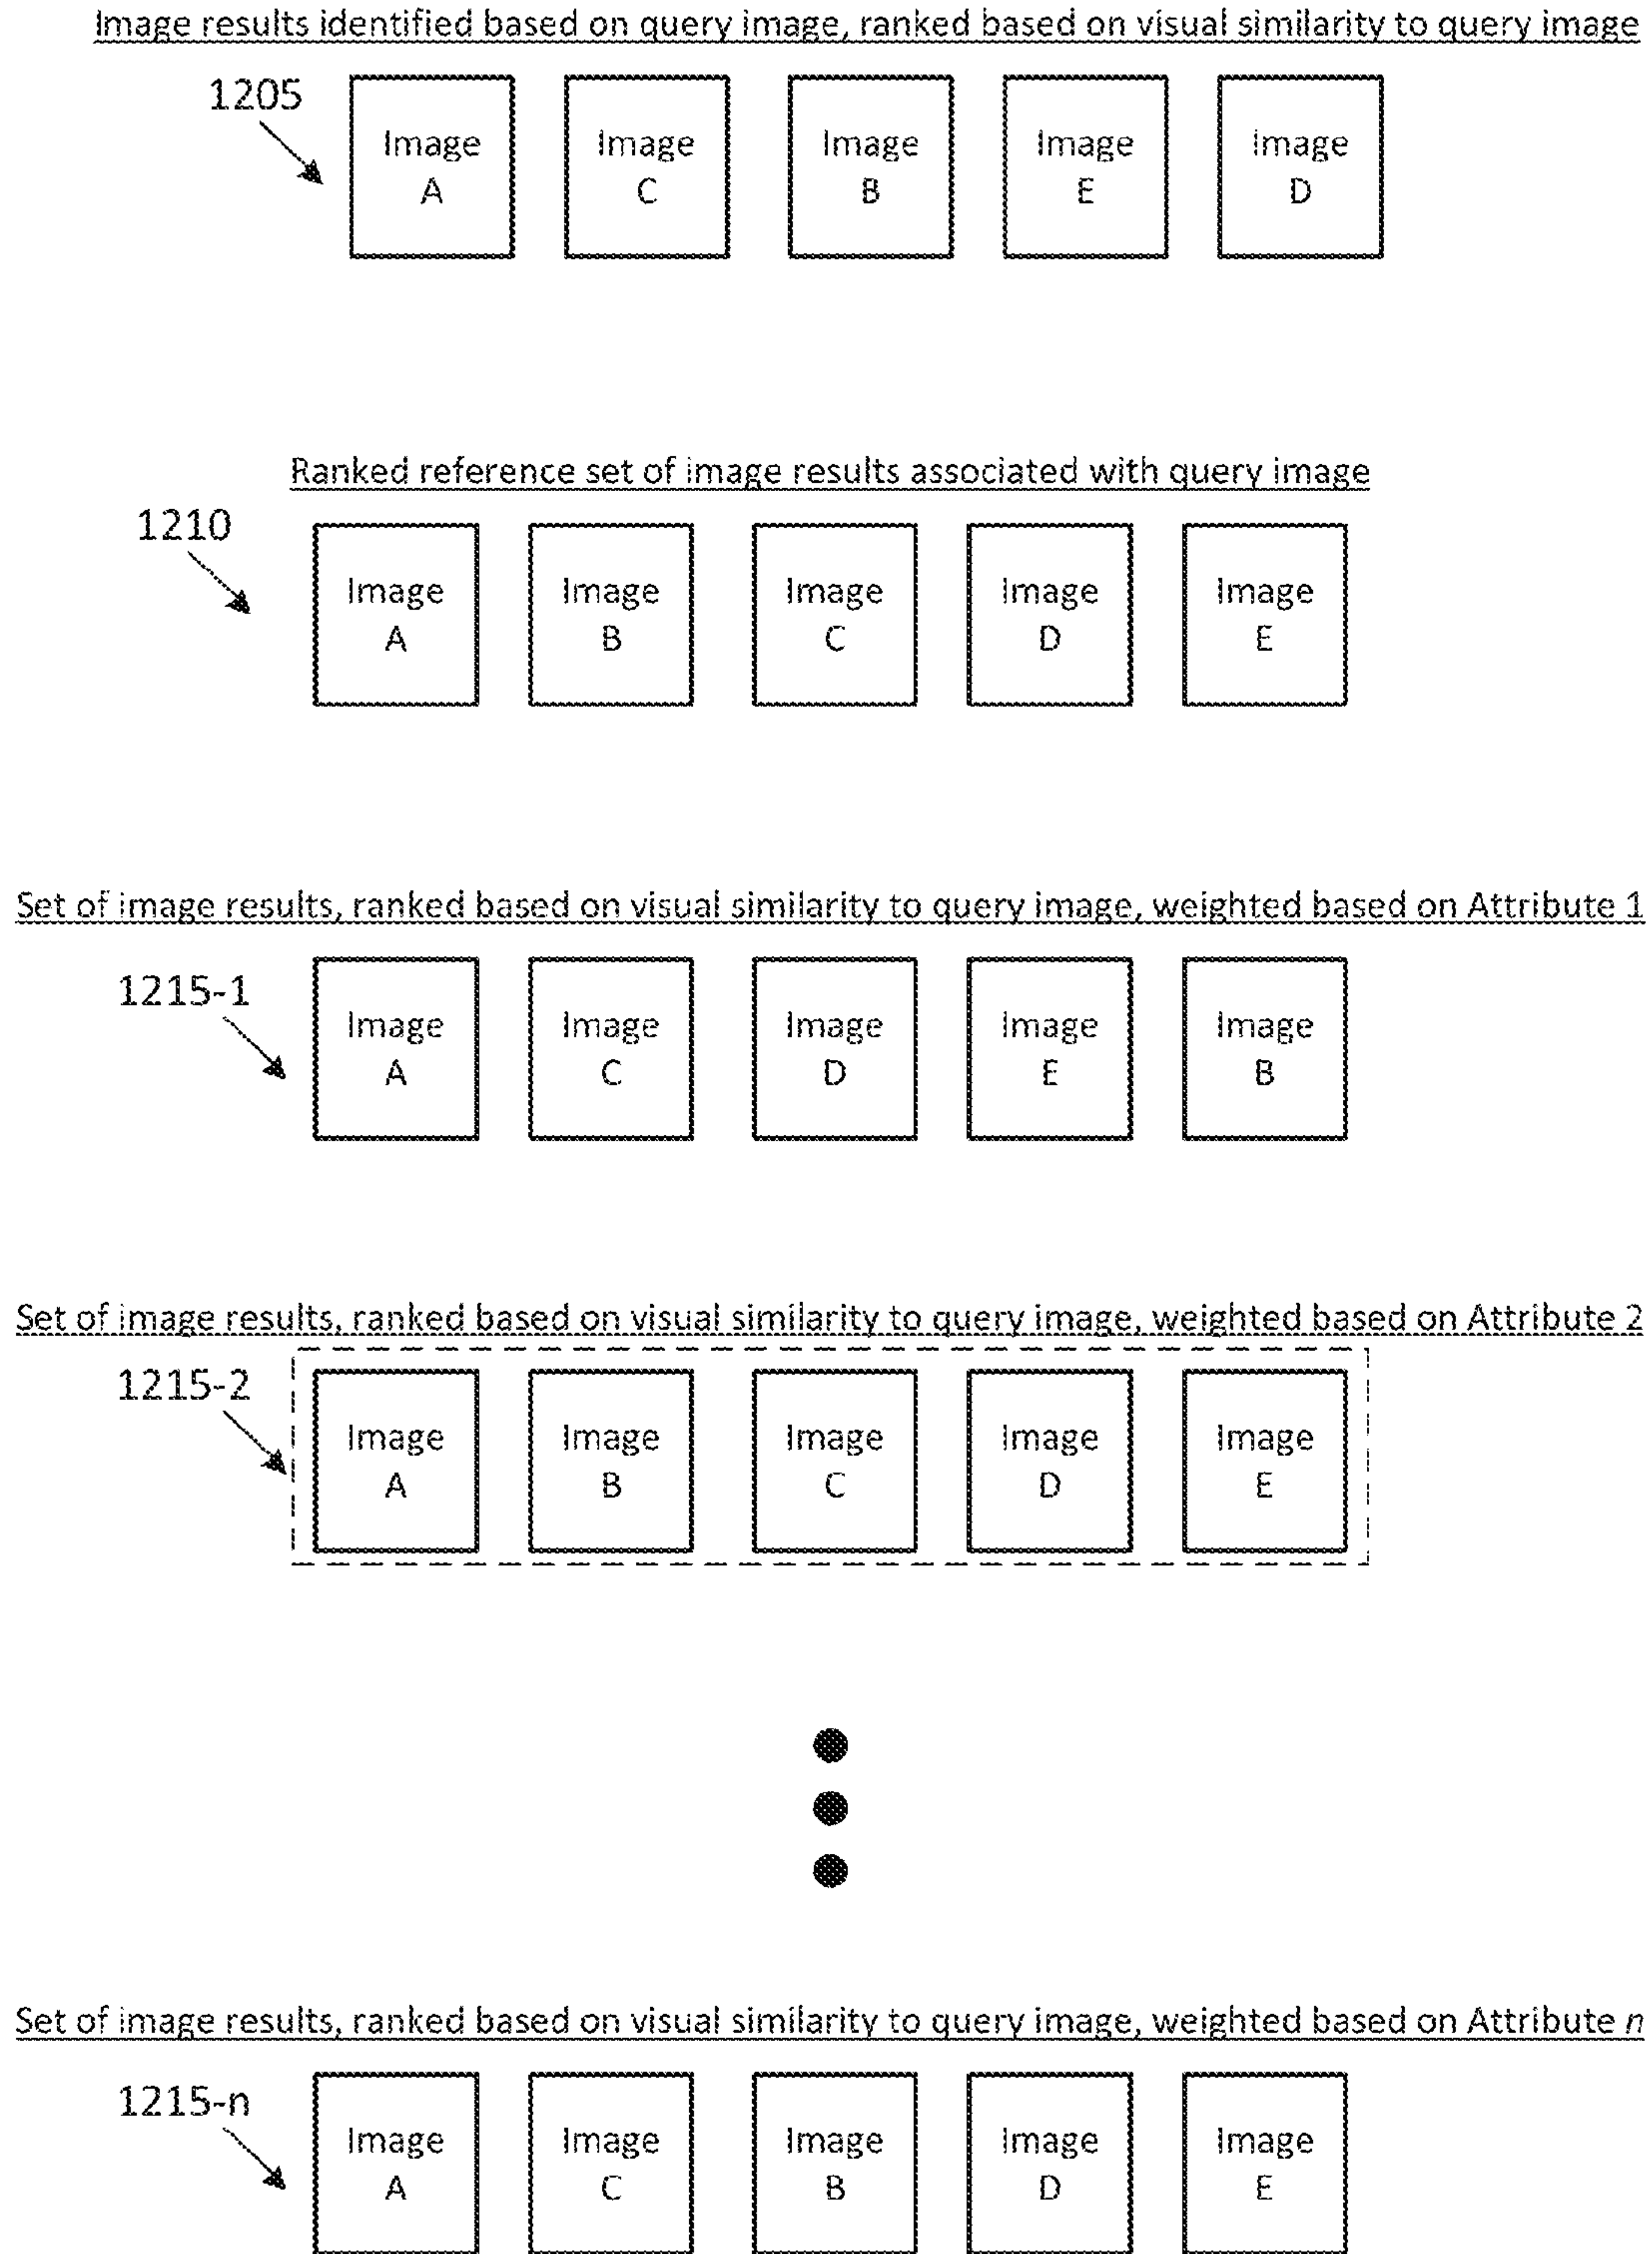 Image results identified based on query image, ranked based on visual similarity to query image
1205
Image Image Image Image Image
A C B E D
Ranked reference set of image results associated with query image
1210
Image Image Image Image Image
A B C D E
Set of image results, ranked based on visual similarity to query image, weighted based on Attribute 1
1215-1
Image Image Image Image Image
A C D E B
Set of image results, ranked based on visual similarity to query image, weighted based on Attribute 2
1215-2
Image Image Image Image Image
A B C D E
Set of image results, ranked based on visual similarity to query image, weighted based on Attribute n
1215-n
Image Image Image Image Image
A C B D E